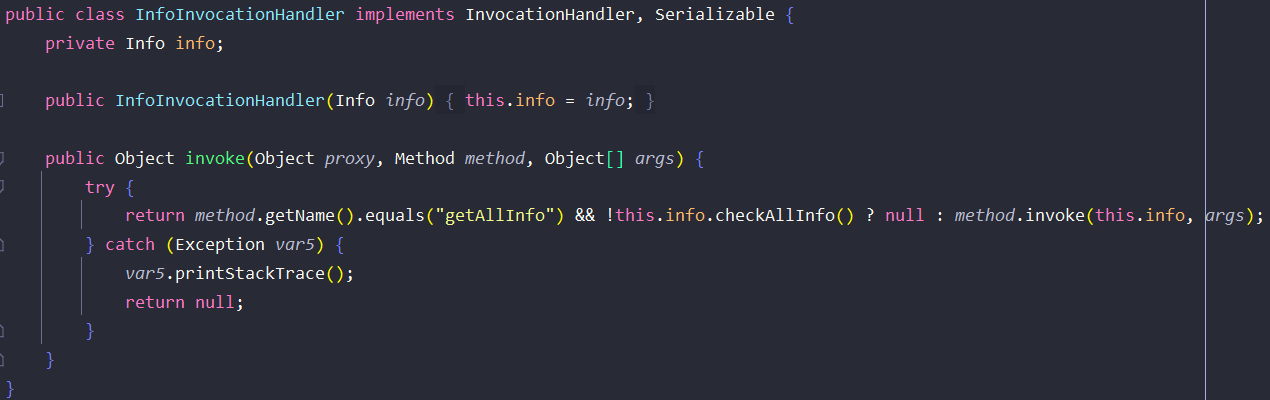 public class InfoInvocationHandler implements InvocationHandler, Serializable {
    private Info info;
    public InfoInvocationHandler(Info info) { this.info = info; }
    public Object invoke(Object proxy, Method method, Object[] args) {
        try {
            return method.getName().equals("getAllInfo") && !this.info.checkAllInfo() ? null : method.invoke(this.info, args);
        } catch (Exception var5) {
            var5.printStackTrace();
            return null;
        }
    }
}